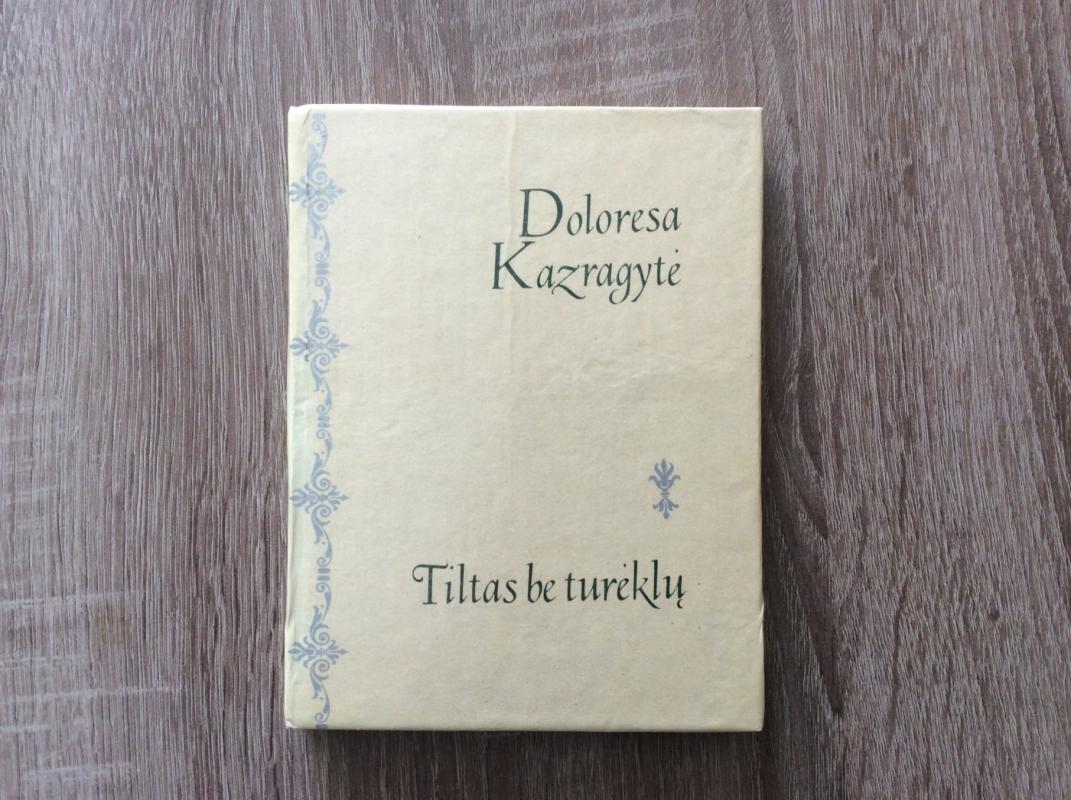 Doloresa
Kazragytė
Tiltas be turėklų